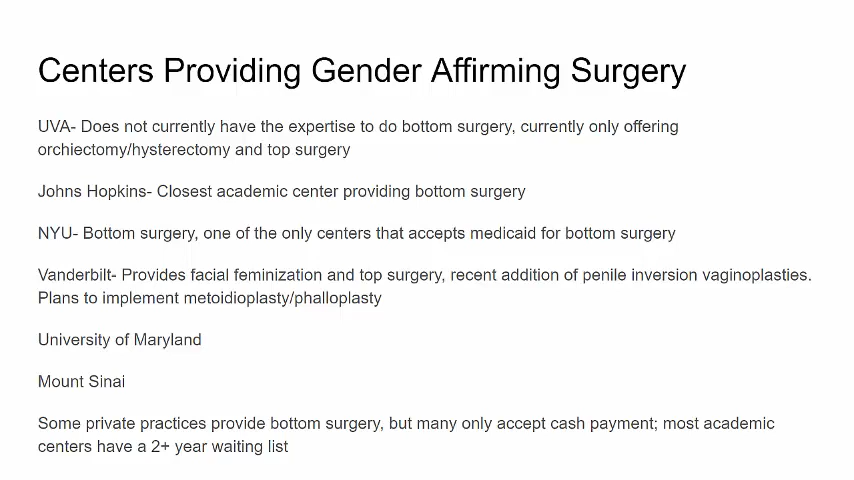 Centers Providing Gender Affirming Surgery
UVA- Does not currently have the expertise to do bottom surgery, currently only offering
orchiectomy/hysterectomy and top surgery
Johns Hopkins- Closest academic center providing bottom surgery
NYU- Bottom surgery, one of the only centers that accepts medicaid for bottom surgery
Vanderbilt- Provides facial feminization and top surgery, recent addition of penile inversion vaginoplasties.
Plans to implement metoidioplasty/phalloplasty
University of Maryland
Mount Sinai
Some private practices provide bottom surgery, but many only accept cash payment; most academic
centers have a 2+ year waiting list